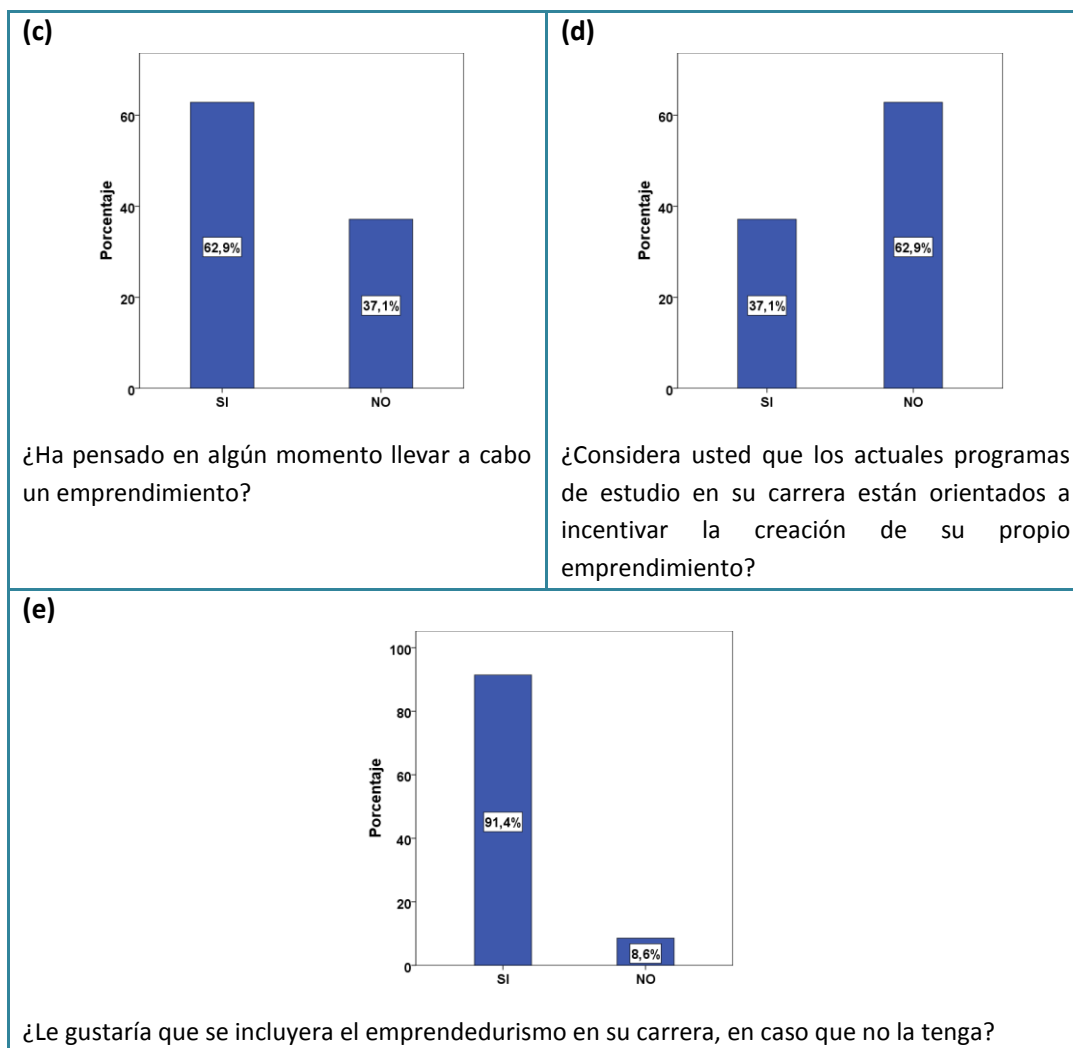 (c)
60
40
20
0
Porcentaje
62,9%
37,1%
SI
NO
¿Ha pensado en algún momento llevar a cabo
un emprendimiento?
(d)
60
40
20
0
Porcentaje
37,1%
62,9%
SI
NO
¿Considera usted que los actuales programas
de estudio en su carrera están orientados a
incentivar la creación de su propio
emprendimiento?
(e)
100
80
60
40
20
0
Porcentaje
91,4%
8,6%
SI
NO
¿Le gustaría que se incluyera el emprendedurismo en su carrera, en caso que no la tenga?